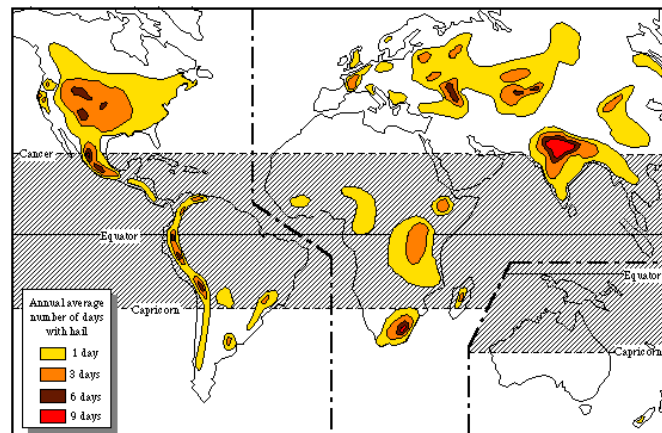 Cancer
Equator
Equator
Capricorn
Capricorn
Annual average
number of days
with hail
1 day
3 days
6 days
9 days